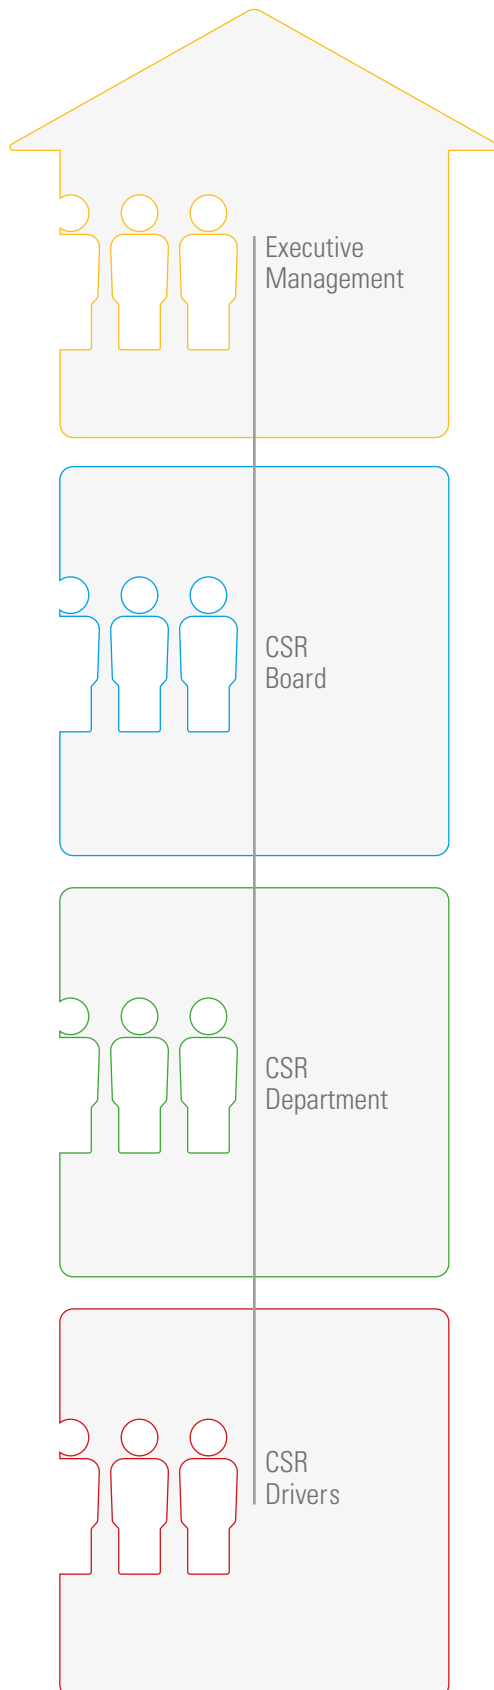 Executive
Management
CSR
Board
CSR
Department
CSR
Drivers